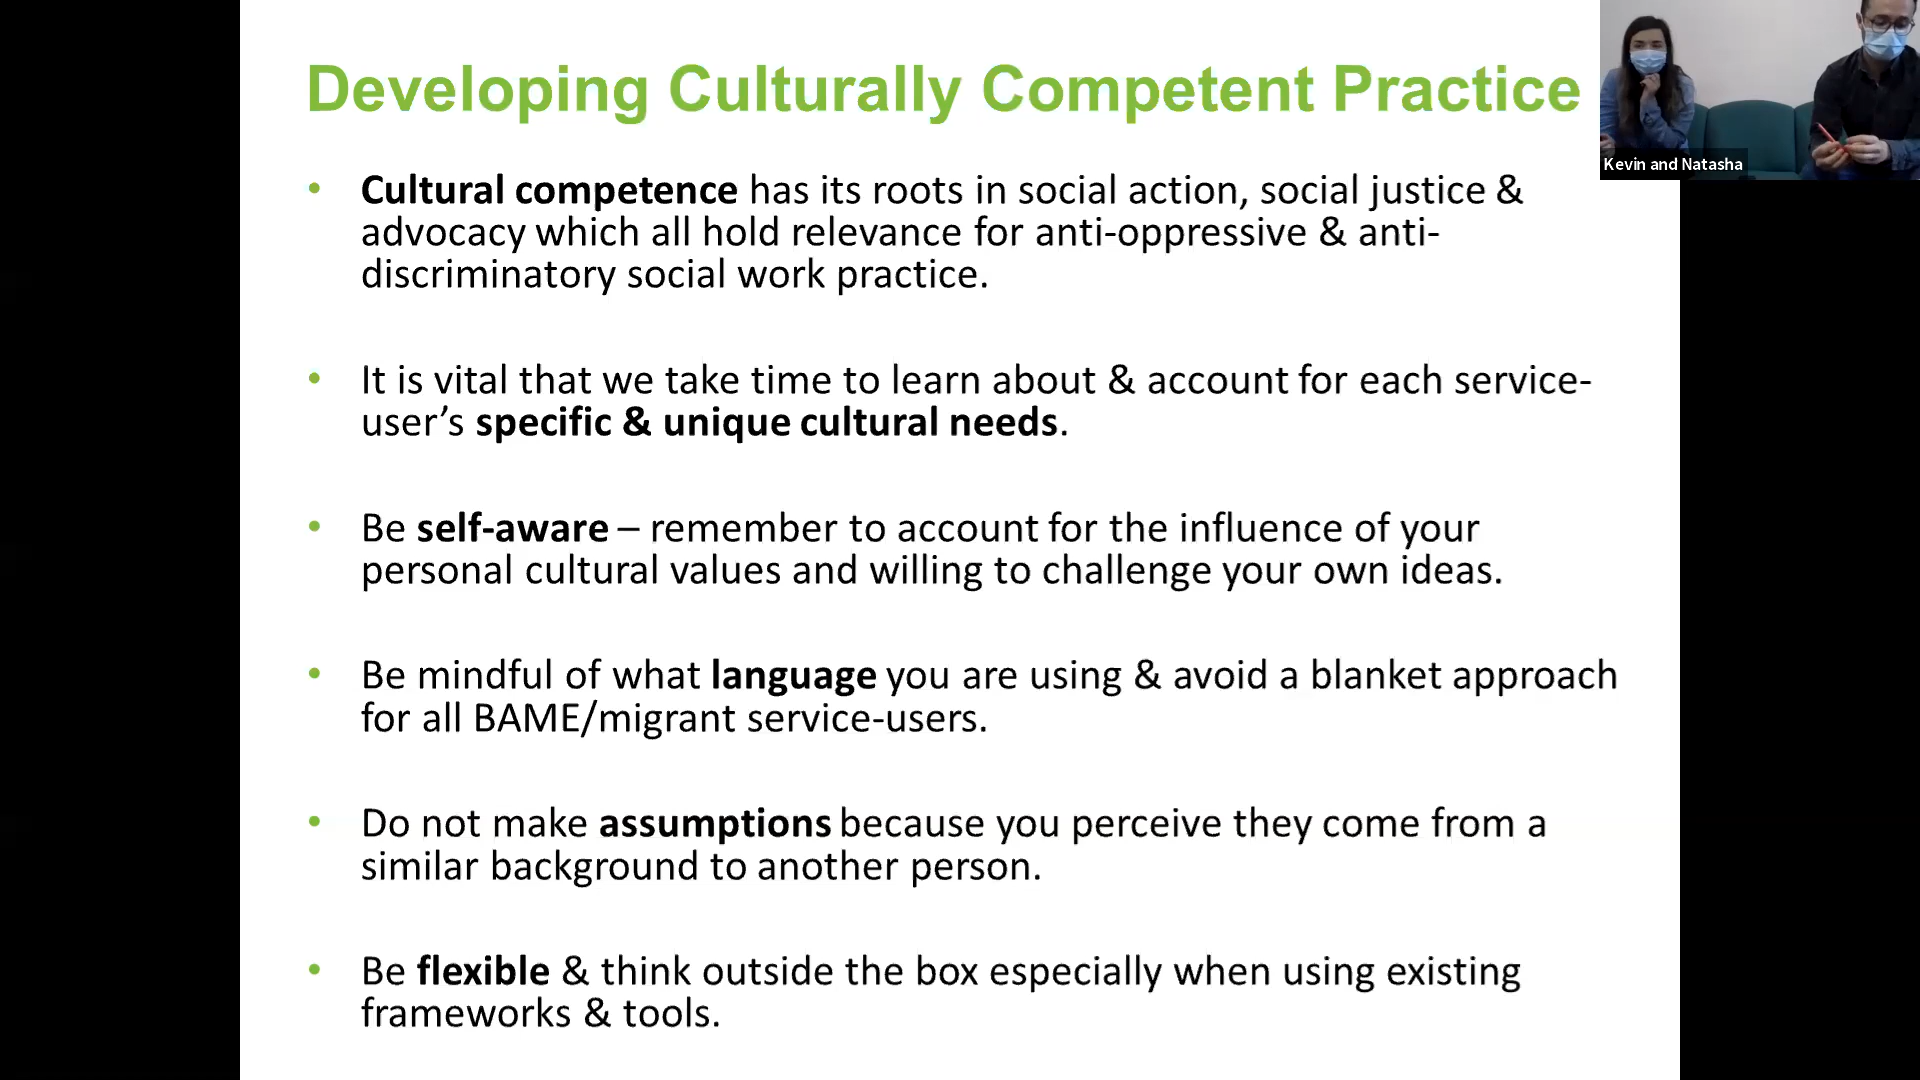 Developing Culturally Competent Practice
Kevin and Natasha
• Cultural competence has its roots in social action, social justice &
advocacy which all hold relevance for anti-oppressive & anti-
discriminatory social work practice.
• It is vital that we take time to learn about & account for each service-
user’s specific & unique cultural needs.
• Be self-aware – remember to account for the influence of your
personal cultural values and willing to challenge your own ideas.
• Be mindful of what language you are using & avoid a blanket approach
for all BAME/migrant service-users.
• Do not make assumptions because you perceive they come from a
similar background to another person.
• Be flexible & think outside the box especially when using existing
frameworks & tools.